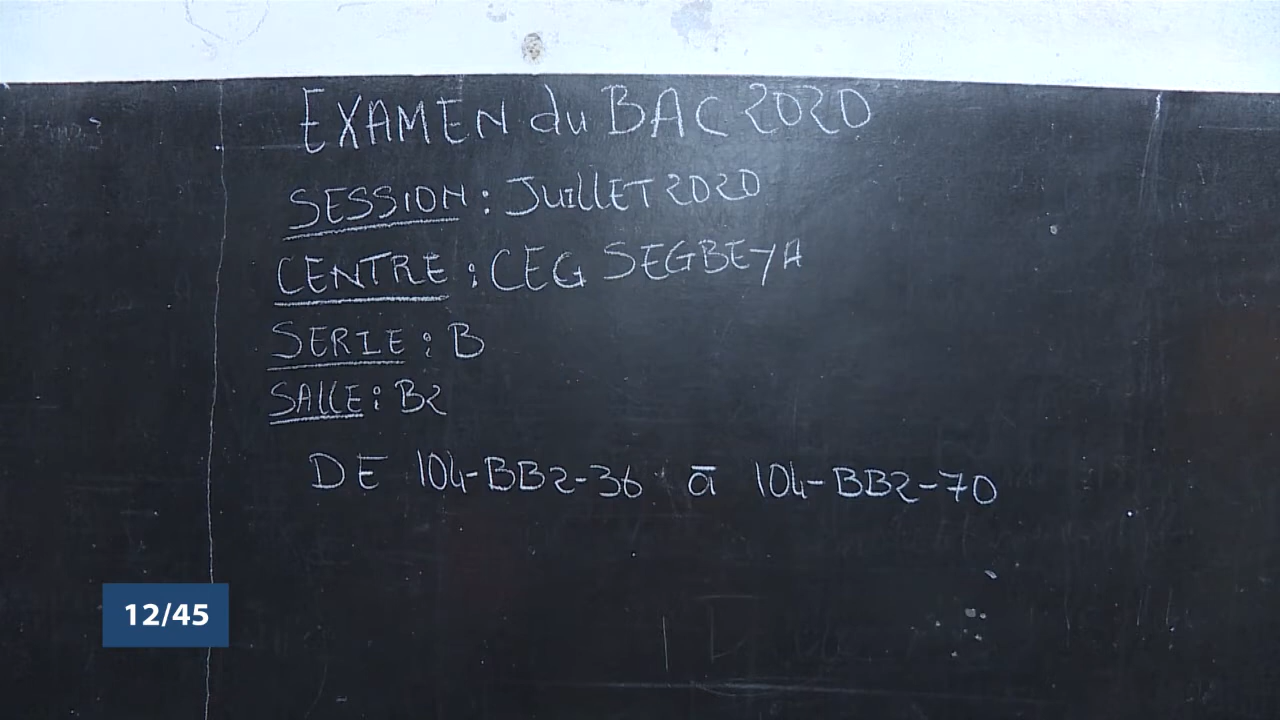 EXAMEN du BAC 2020
SESSION : JuillET 2020
CENTRE : CEG SEGBEYA
SERIE : B
SALLE : B2
DE 104-BB2-36 à 104-BB2-70
12/45